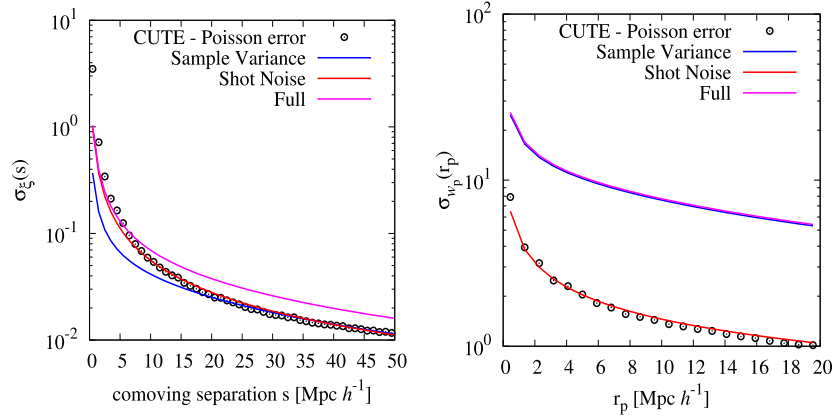 10^1
10^0
10^-1
10^-2
σ_ξ(s)
CUTE - Poisson error
Sample Variance
Shot Noise
Full
0 5 10 15 20 25 30 35 40 45 50
comoving separation s [Mpc h^-1]
10^2
10^1
10^0
σ_{w_p}(r_p)
CUTE - Poisson error
Sample Variance
Shot Noise
Full
0 2 4 6 8 10 12 14 16 18 20
r_p [Mpc h^-1]